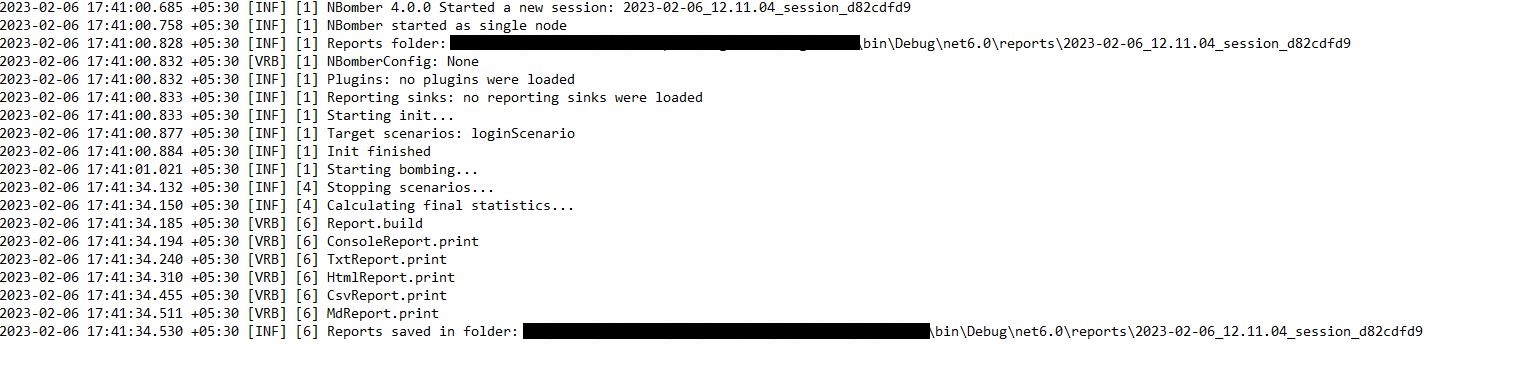 2023-02-06 17:41:00.685 +05:30 [INF] [1] NBomber 4.0.0 Started a new session: 2023-02-06_12.11.04_session_d82cdfd9
2023-02-06 17:41:00.758 +05:30 [INF] [1] NBomber started as single node
2023-02-06 17:41:00.828 +05:30 [INF] [1] Reports folder: \bin\Debug\net6.0\reports\2023-02-06_12.11.04_session_d82cdfd9
2023-02-06 17:41:00.832 +05:30 [VRB] [1] NBomberConfig: None
2023-02-06 17:41:00.832 +05:30 [INF] [1] Plugins: no plugins were loaded
2023-02-06 17:41:00.833 +05:30 [INF] [1] Reporting sinks: no reporting sinks were loaded
2023-02-06 17:41:00.833 +05:30 [INF] [1] Starting init...
2023-02-06 17:41:00.877 +05:30 [INF] [1] Target scenarios: loginScenario
2023-02-06 17:41:00.884 +05:30 [INF] [1] Init finished
2023-02-06 17:41:01.021 +05:30 [INF] [1] Starting bombing...
2023-02-06 17:41:34.132 +05:30 [INF] [4] Stopping scenarios...
2023-02-06 17:41:34.150 +05:30 [INF] [4] Calculating final statistics...
2023-02-06 17:41:34.185 +05:30 [VRB] [6] Report.build
2023-02-06 17:41:34.194 +05:30 [VRB] [6] ConsoleReport.print
2023-02-06 17:41:34.240 +05:30 [VRB] [6] TxtReport.print
2023-02-06 17:41:34.310 +05:30 [VRB] [6] HtmlReport.print
2023-02-06 17:41:34.455 +05:30 [VRB] [6] CsvReport.print
2023-02-06 17:41:34.511 +05:30 [VRB] [6] MdReport.print
2023-02-06 17:41:34.530 +05:30 [INF] [6] Reports saved in folder: \bin\Debug\net6.0\reports\2023-02-06_12.11.04_session_d82cdfd9